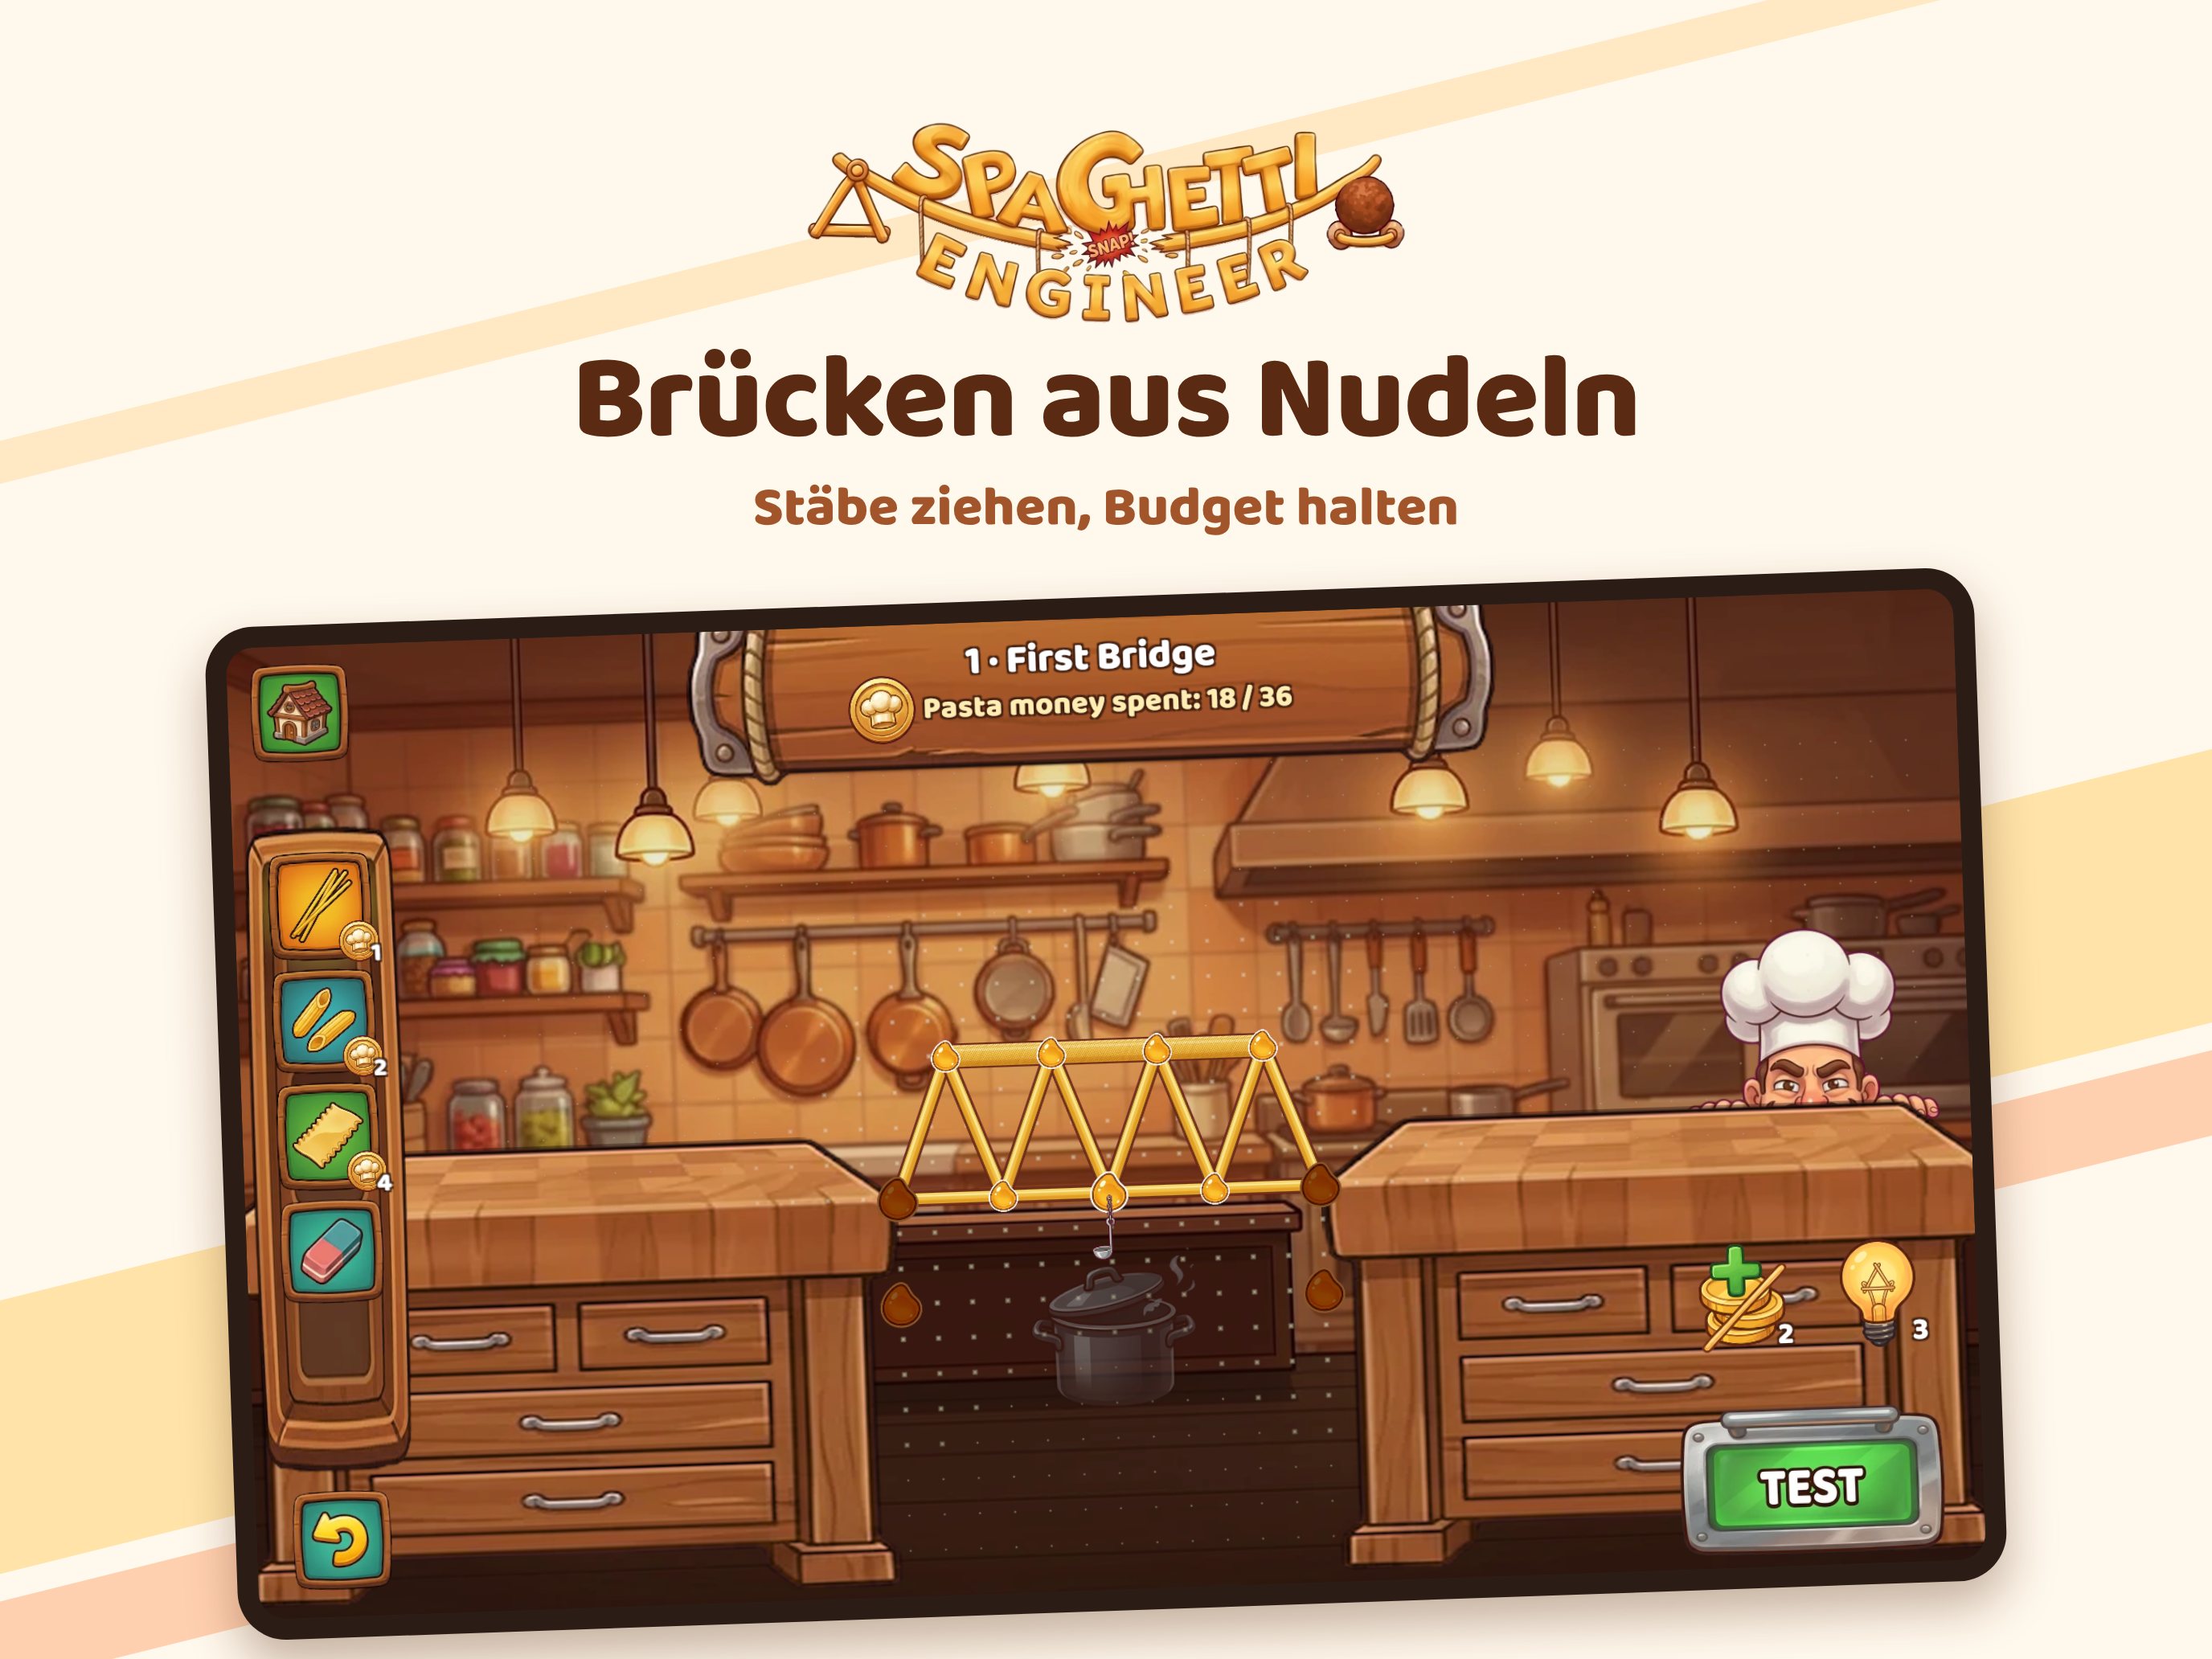 SPAGHETTI
SNAP!
ENGINEER
Brücken aus Nudeln
Stäbe ziehen, Budget halten
1 · First Bridge
Pasta money spent: 18 / 36
1
2
4
2
3
TEST